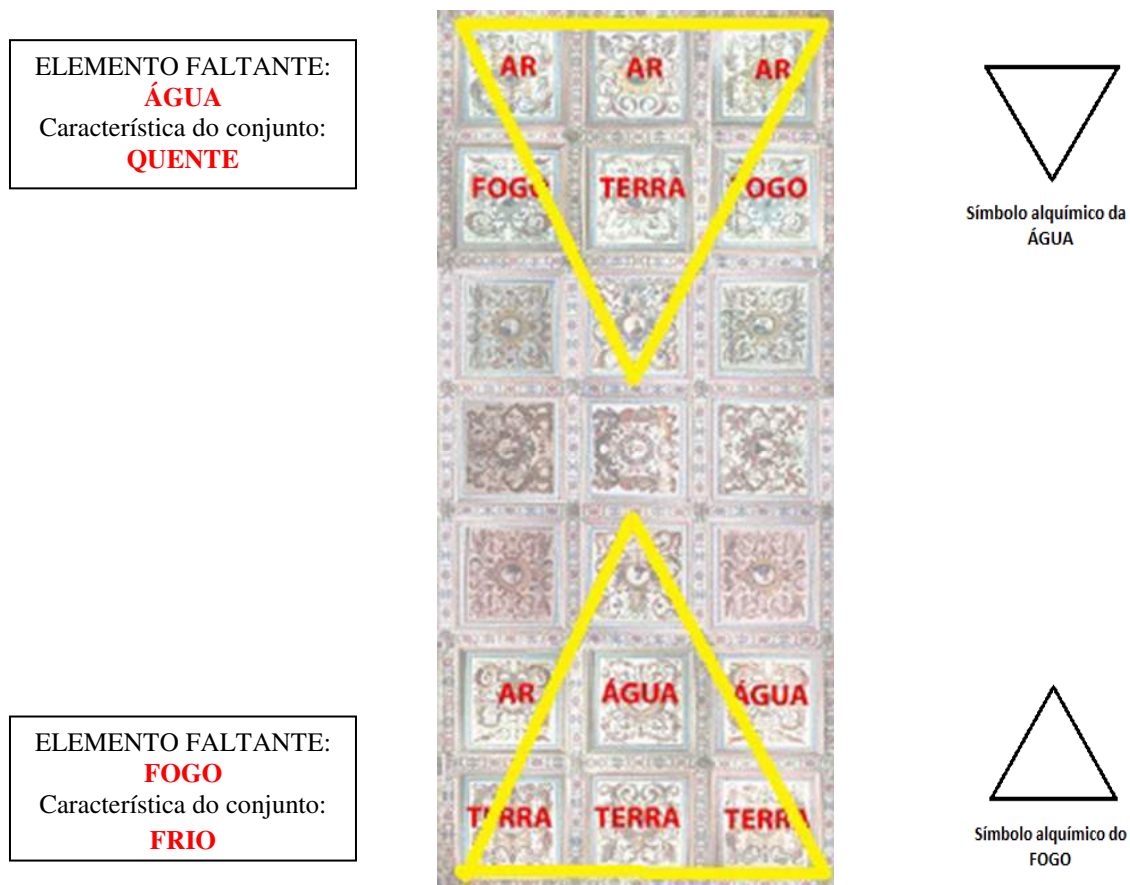 ELEMENTO FALTANTE:
ÁGUA
Característica do conjunto:
QUENTE
AR AR AR
FOGO TERRA FOGO
Símbolo alquímico da
ÁGUA
AR ÁGUA ÁGUA
TERRA TERRA TERRA
ELEMENTO FALTANTE:
FOGO
Característica do conjunto:
FRIO
Símbolo alquímico do
FOGO